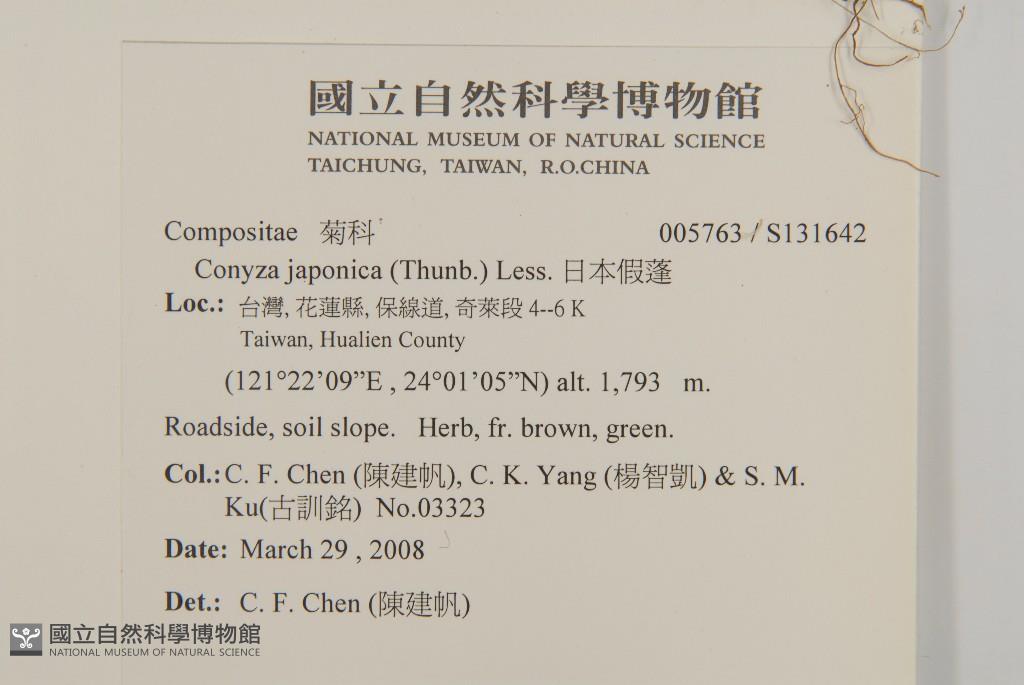 國立自然科學博物館
NATIONAL MUSEUM OF NATURAL SCIENCE
TAICHUNG, TAIWAN, R.O.CHINA
Compositae 菊科 005763 / S131642
Conyza japonica (Thunb.) Less. 日本假蓬
Loc.: 台灣, 花蓮縣, 保線道, 奇萊段 4--6 K
Taiwan, Hualien County
(121°22’09”E , 24°01’05”N) alt. 1,793 m.
Roadside, soil slope. Herb, fr. brown, green.
Col.: C. F. Chen (陳建帆), C. K. Yang (楊智凱) & S. M.
Ku(古訓銘) No.03323
Date: March 29 , 2008
Det.: C. F. Chen (陳建帆)
國立自然科學博物館
NATIONAL MUSEUM OF NATURAL SCIENCE